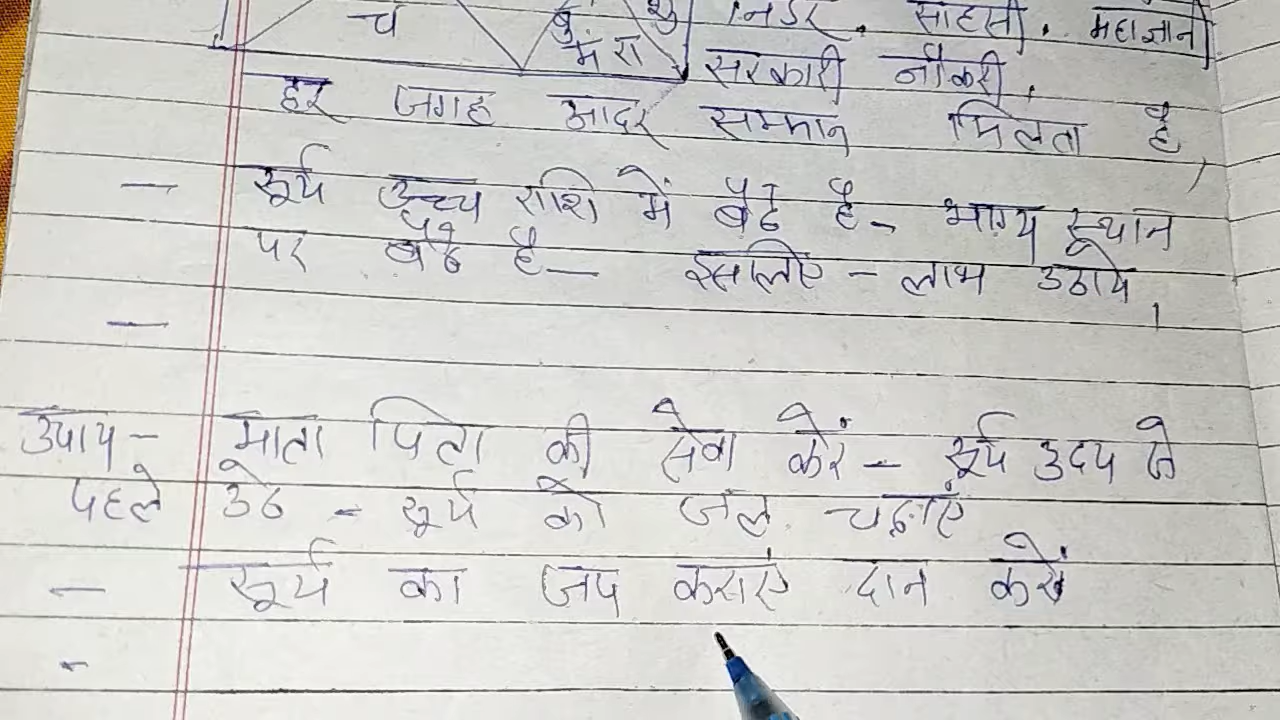 च बु शु निडर, साहसी, महाज्ञान
मं रा सरकारी नौकरी,
हर जगह आदर सम्मान मिलता है,
— सूर्य उच्च राशि में बैठे है - भाग्य स्थान
पर बैठे है — इसलिए - लाभ उठाये,
—
उपाय - माता पिता की सेवा करें - सूर्य उदय से
पहले उठे - सूर्य को जल चढ़ाएं
— सूर्य का जप कराएं दान करें
-